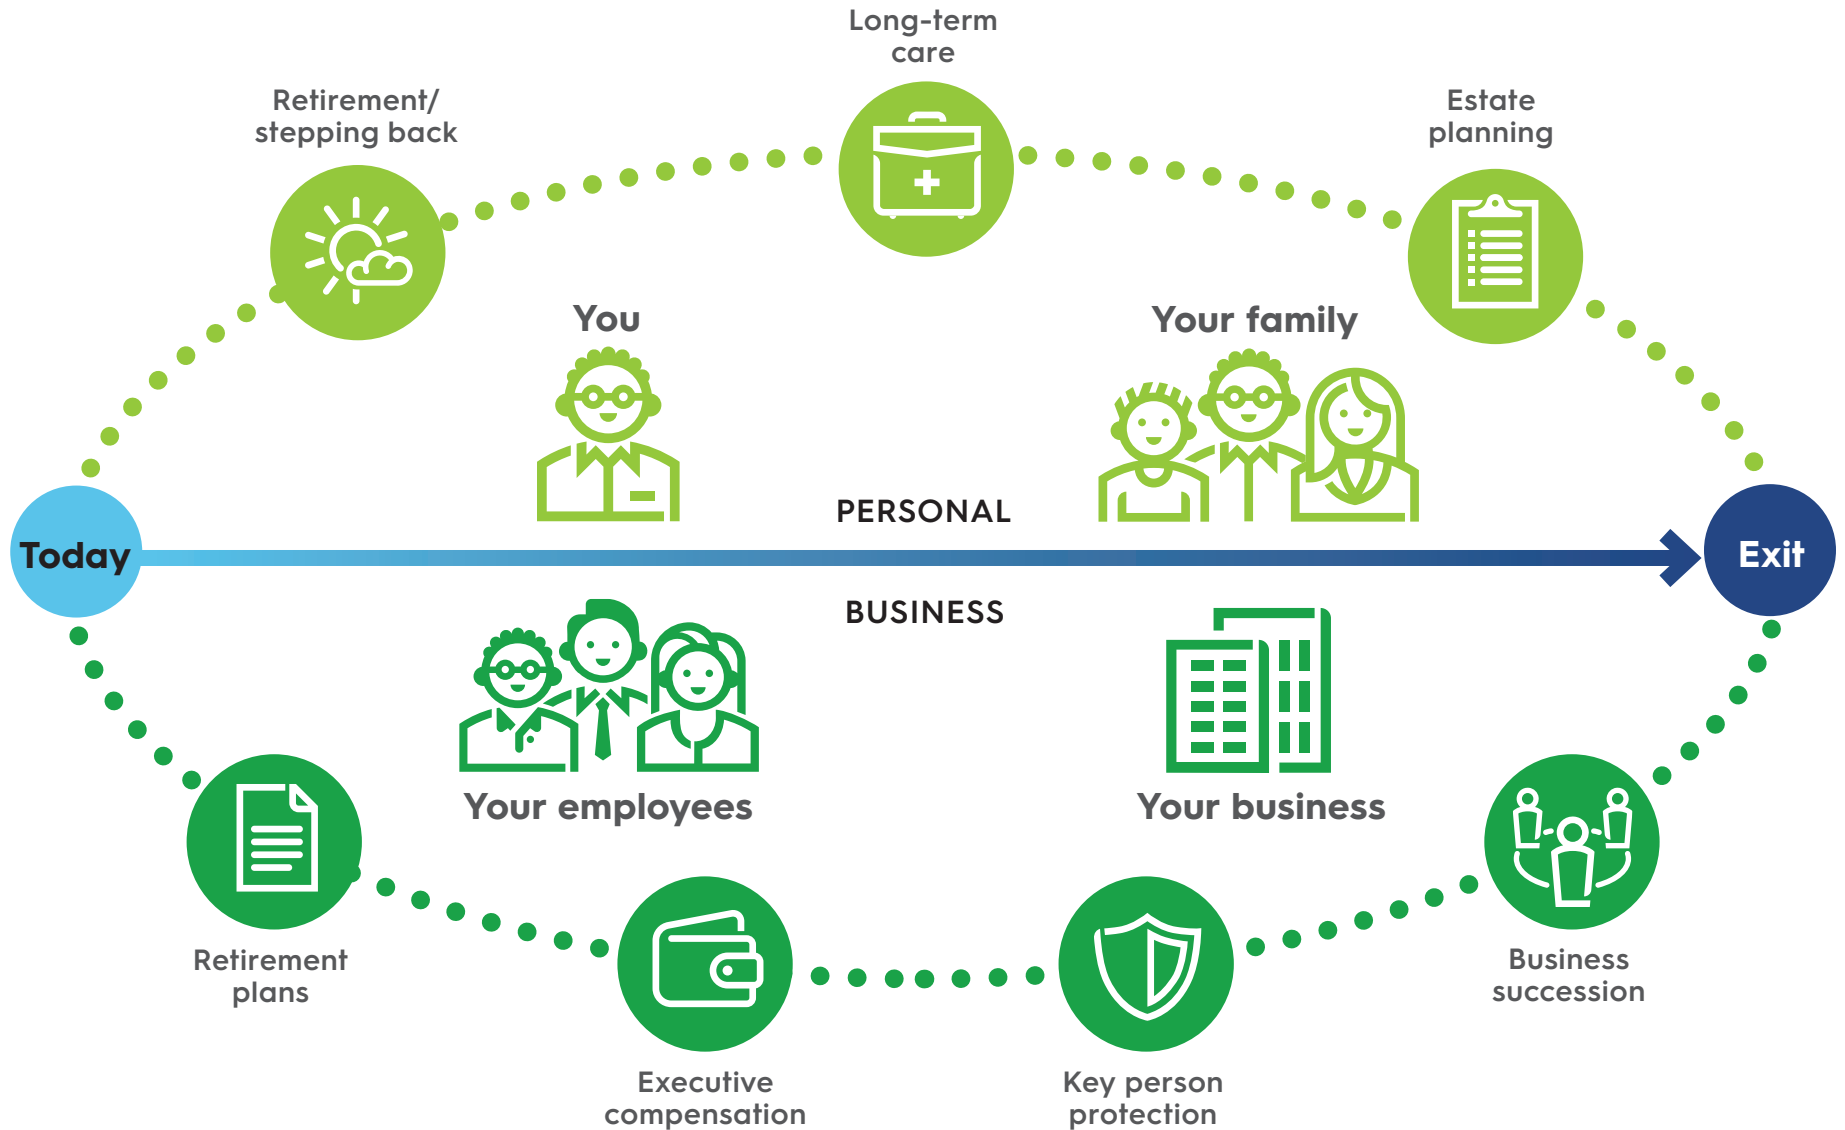 Long-term
care
Retirement/
stepping back
Estate
planning
You
Your family
PERSONAL
Today
Exit
BUSINESS
Your employees
Your business
Retirement
plans
Business
succession
Executive
compensation
Key person
protection